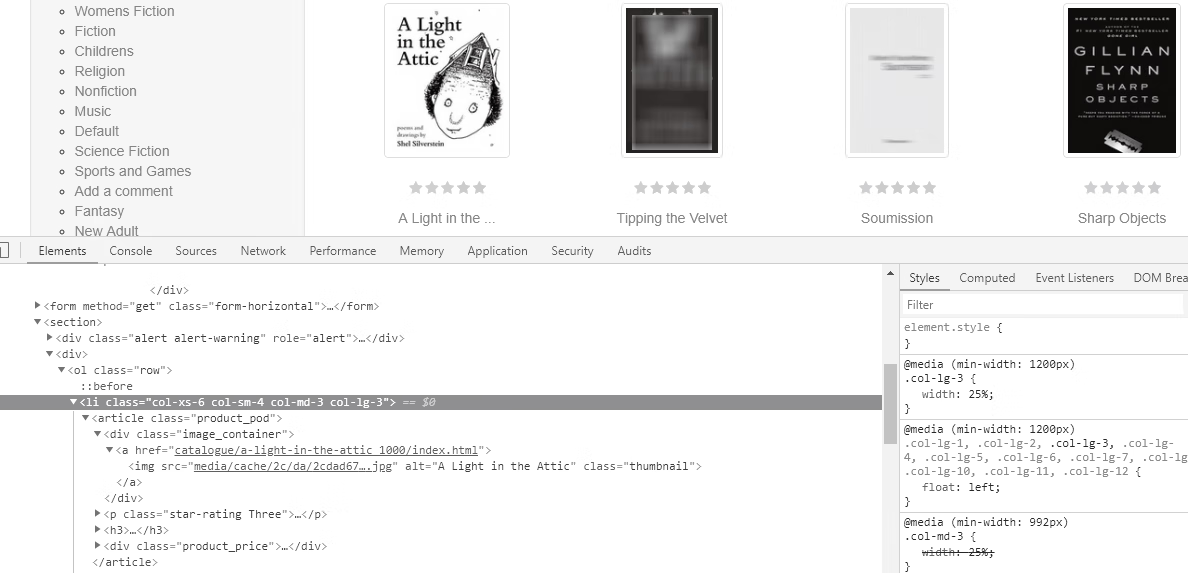 Womens Fiction
Fiction
Childrens
Religion
Nonfiction
Music
Default
Science Fiction
Sports and Games
Add a comment
Fantasy
New Adult
A Light
in the
Attic
poems and
drawings by
Shel Silverstein
NEW YORK TIMES BESTSELLER
GONE GIRL
GILLIAN
FLYNN
SHARP
OBJECTS
A Light in the ...
Tipping the Velvet
Soumission
Sharp Objects
Elements Console Sources Network Performance Memory Application Security Audits
</div>
<form method="get" class="form-horizontal">…</form>
<section>
<div class="alert alert-warning" role="alert">…</div>
<div>
<ol class="row">
::before
<li class="col-xs-6 col-sm-4 col-md-3 col-lg-3"> == $0
<article class="product_pod">
<div class="image_container">
<a href="catalogue/a-light-in-the-attic_1000/index.html">
<img src="media/cache/2c/da/2cdad67….jpg" alt="A Light in the Attic" class="thumbnail">
</a>
</div>
<p class="star-rating Three">…</p>
<h3>…</h3>
<div class="product_price">…</div>
</article>
Styles Computed Event Listeners DOM Brea
Filter
element.style {
}
@media (min-width: 1200px)
.col-lg-3 {
width: 25%;
}
@media (min-width: 1200px)
.col-lg-1, .col-lg-2, .col-lg-3, .col-lg-
4, .col-lg-5, .col-lg-6, .col-lg-7, .col-lg
.col-lg-10, .col-lg-11, .col-lg-12 {
float: left;
}
@media (min-width: 992px)
.col-md-3 {
width: 25%;
}